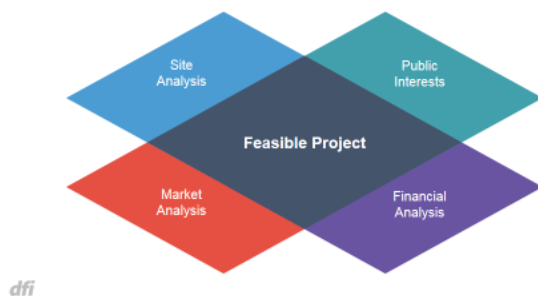 Site
Analysis
Public
Interests
Feasible Project
Market
Analysis
Financial
Analysis
dfi